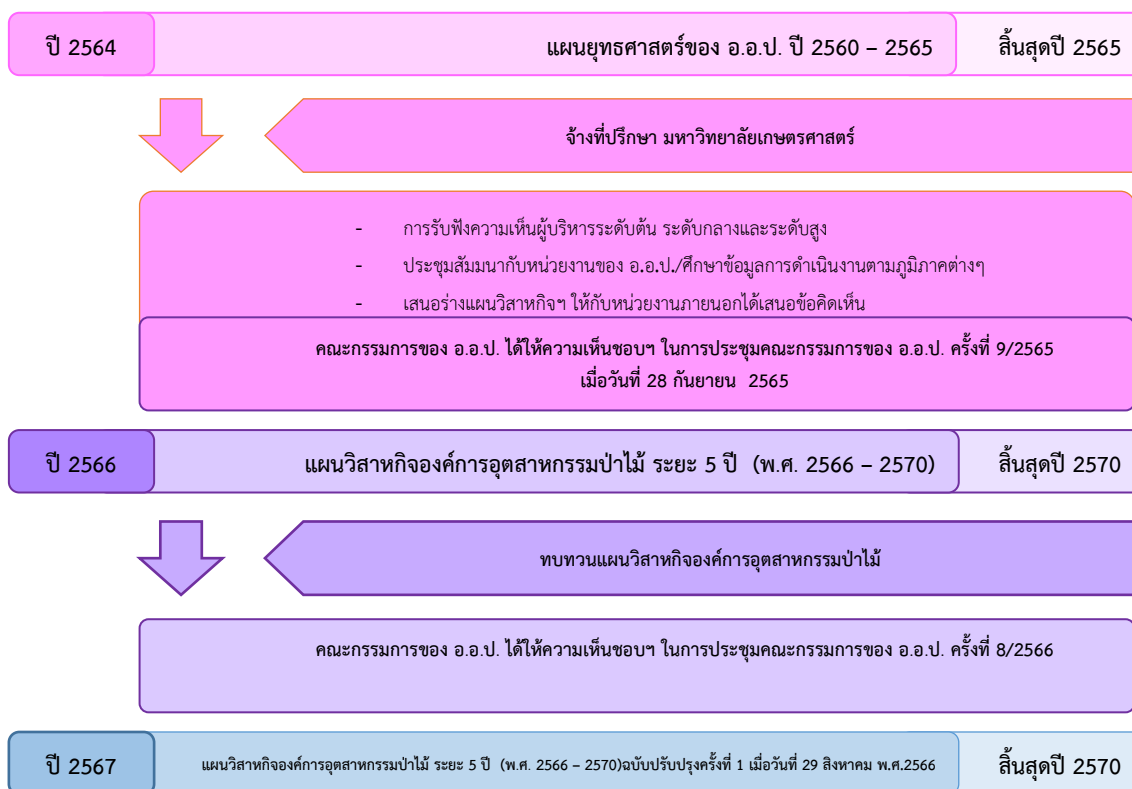 ปี 2564 แผนยุทธศาสตร์ของ อ.อ.ป. ปี 2560 – 2565 สิ้นสุดปี 2565
จ้างที่ปรึกษา มหาวิทยาลัยเกษตรศาสตร์
- การรับฟังความเห็นผู้บริหารระดับต้น ระดับกลางและระดับสูง
- ประชุมสัมมนากับหน่วยงานของ อ.อ.ป./ศึกษาข้อมูลการดำเนินงานตามภูมิภาคต่างๆ
- เสนอร่างแผนวิสาหกิจฯ ให้กับหน่วยงานภายนอกได้เสนอข้อคิดเห็น
คณะกรรมการของ อ.อ.ป. ได้ให้ความเห็นชอบฯ ในการประชุมคณะกรรมการของ อ.อ.ป. ครั้งที่ 9/2565
เมื่อวันที่ 28 กันยายน 2565
ปี 2566 แผนวิสาหกิจองค์การอุตสาหกรรมป่าไม้ ระยะ 5 ปี (พ.ศ. 2566 – 2570) สิ้นสุดปี 2570
ทบทวนแผนวิสาหกิจองค์การอุตสาหกรรมป่าไม้
คณะกรรมการของ อ.อ.ป. ได้ให้ความเห็นชอบฯ ในการประชุมคณะกรรมการของ อ.อ.ป. ครั้งที่ 8/2566
ปี 2567 แผนวิสาหกิจองค์การอุตสาหกรรมป่าไม้ ระยะ 5 ปี (พ.ศ. 2566 – 2570)ฉบับปรับปรุงครั้งที่ 1 เมื่อวันที่ 29 สิงหาคม พ.ศ.2566 สิ้นสุดปี 2570